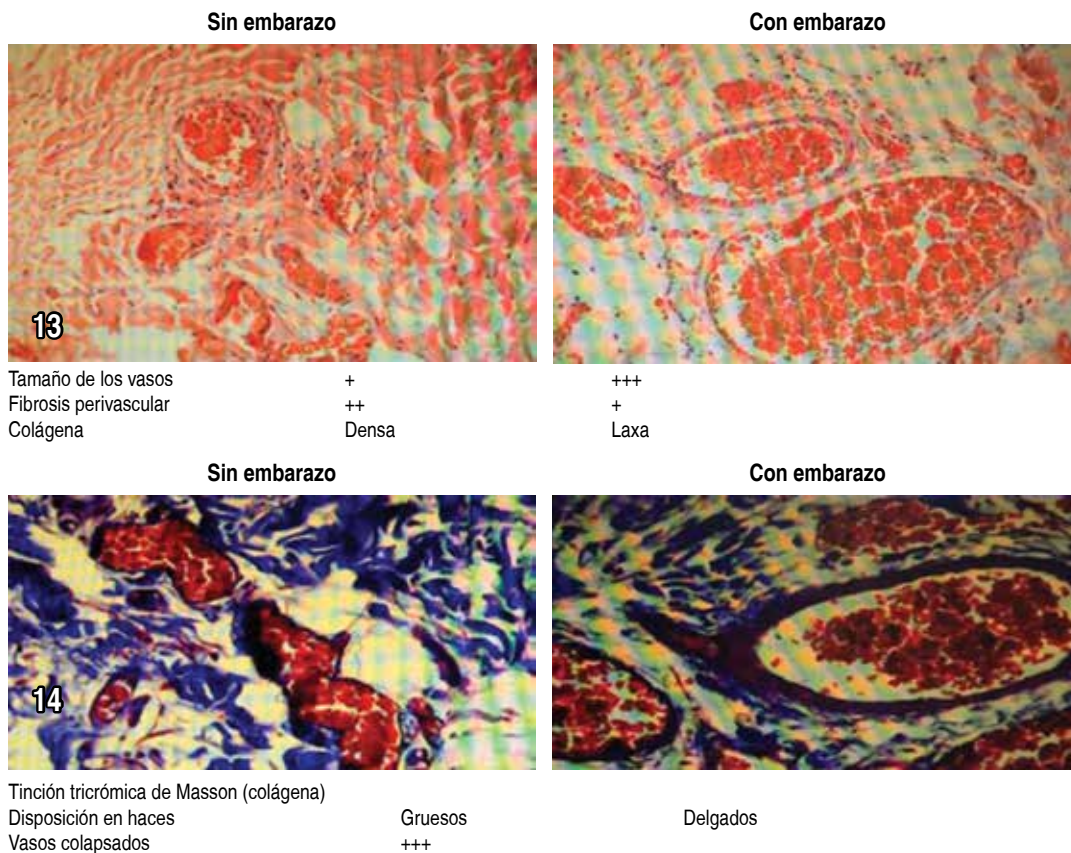 Sin embarazo Con embarazo
13
Tamaño de los vasos + +++
Fibrosis perivascular ++ +
Colágena Densa Laxa
Sin embarazo Con embarazo
14
Tinción tricrómica de Masson (colágena)
Disposición en haces Gruesos Delgados
Vasos colapsados +++